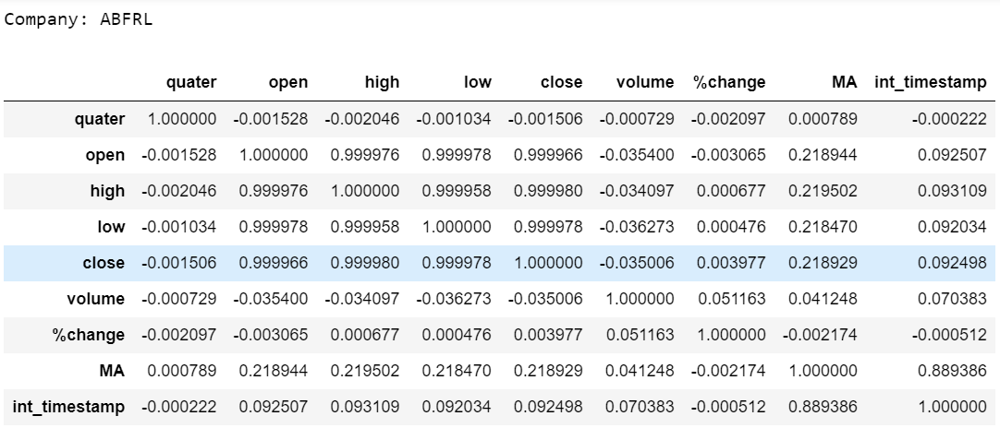 Company: ABFRL
quater open high low close volume %change MA int_timestamp
quater 1.000000 -0.001528 -0.002046 -0.001034 -0.001506 -0.000729 -0.002097 0.000789 -0.000222
open -0.001528 1.000000 0.999976 0.999978 0.999966 -0.035400 -0.003065 0.218944 0.092507
high -0.002046 0.999976 1.000000 0.999958 0.999980 -0.034097 0.000677 0.219502 0.093109
low -0.001034 0.999978 0.999958 1.000000 0.999978 -0.036273 0.000476 0.218470 0.092034
close -0.001506 0.999966 0.999980 0.999978 1.000000 -0.035006 0.003977 0.218929 0.092498
volume -0.000729 -0.035400 -0.034097 -0.036273 -0.035006 1.000000 0.051163 0.041248 0.070383
%change -0.002097 -0.003065 0.000677 0.000476 0.003977 0.051163 1.000000 -0.002174 -0.000512
MA 0.000789 0.218944 0.219502 0.218470 0.218929 0.041248 -0.002174 1.000000 0.889386
int_timestamp -0.000222 0.092507 0.093109 0.092034 0.092498 0.070383 -0.000512 0.889386 1.000000